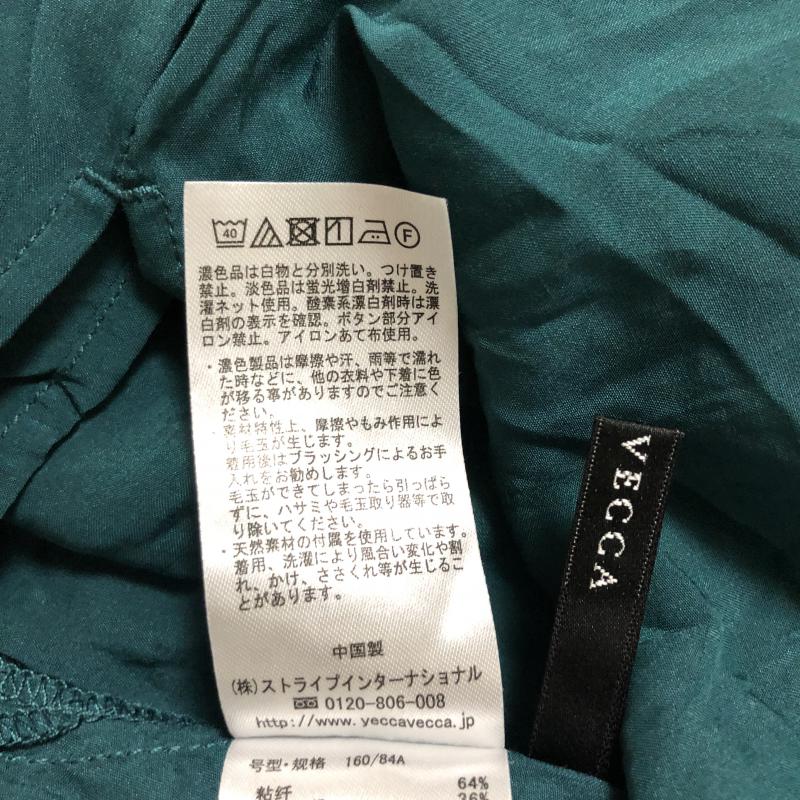 40 F
濃色品は白物と分別洗い。つけ置き
禁止。淡色品は蛍光増白剤禁止。洗
濯ネット使用。酸素系漂白剤時は漂
白剤の表示を確認。ボタン部分アイ
ロン禁止。アイロンあて布使用。
・濃色製品は摩擦や汗、雨等で濡れ
た時などに、他の衣料や下着に色
が移る事がありますのでご注意く
ださい。
・素材特性上、摩擦やもみ作用によ
り毛玉が生じます。
着用後はブラッシングによるお手
入れをお勧めします。
毛玉ができてしまったら引っぱら
ずに、ハサミや毛玉取り器等で取
り除いてください。
・天然素材の付属を使用しています。
着用、洗濯により風合い変化や割
れ、かけ、ささくれ等が生じるこ
とがあります。
中国製
(株)ストライプインターナショナル
0120-806-008
http://www.yeccavecca.jp
号型・规格 160/84A
粘纤 64%
36%
VECCA